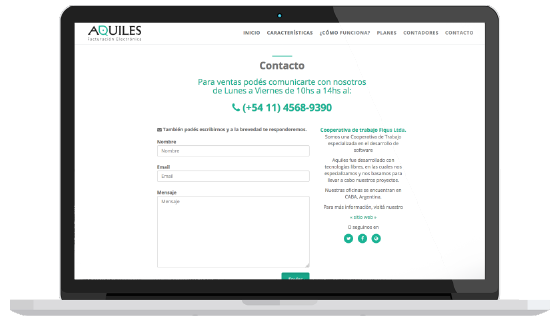 AQUILES
Facturación Electrónica
INICIO CARACTERÍSTICAS ¿CÓMO FUNCIONA? PLANES CONTADORES CONTACTO
Contacto
Para ventas podés comunicarte con nosotros
de Lunes a Viernes de 10hs a 14hs al:
(+54 11) 4568-9390
También podés escribirnos y a la brevedad te responderemos.
Nombre
Nombre
Email
Email
Mensaje
Mensaje
Cooperativa de trabajo Fiqus Ltda.
Somos una Cooperativa de Trabajo
especializada en el desarrollo de
software
Aquiles fue desarrollado con
tecnologías libres, en las cuales nos
especializamos y nos basamos para
llevar a cabo nuestros proyectos.
Nuestras oficinas se encuentran en
CABA, Argentina.
Para más información, visitá nuestro
« sitio web »
O seguinos en